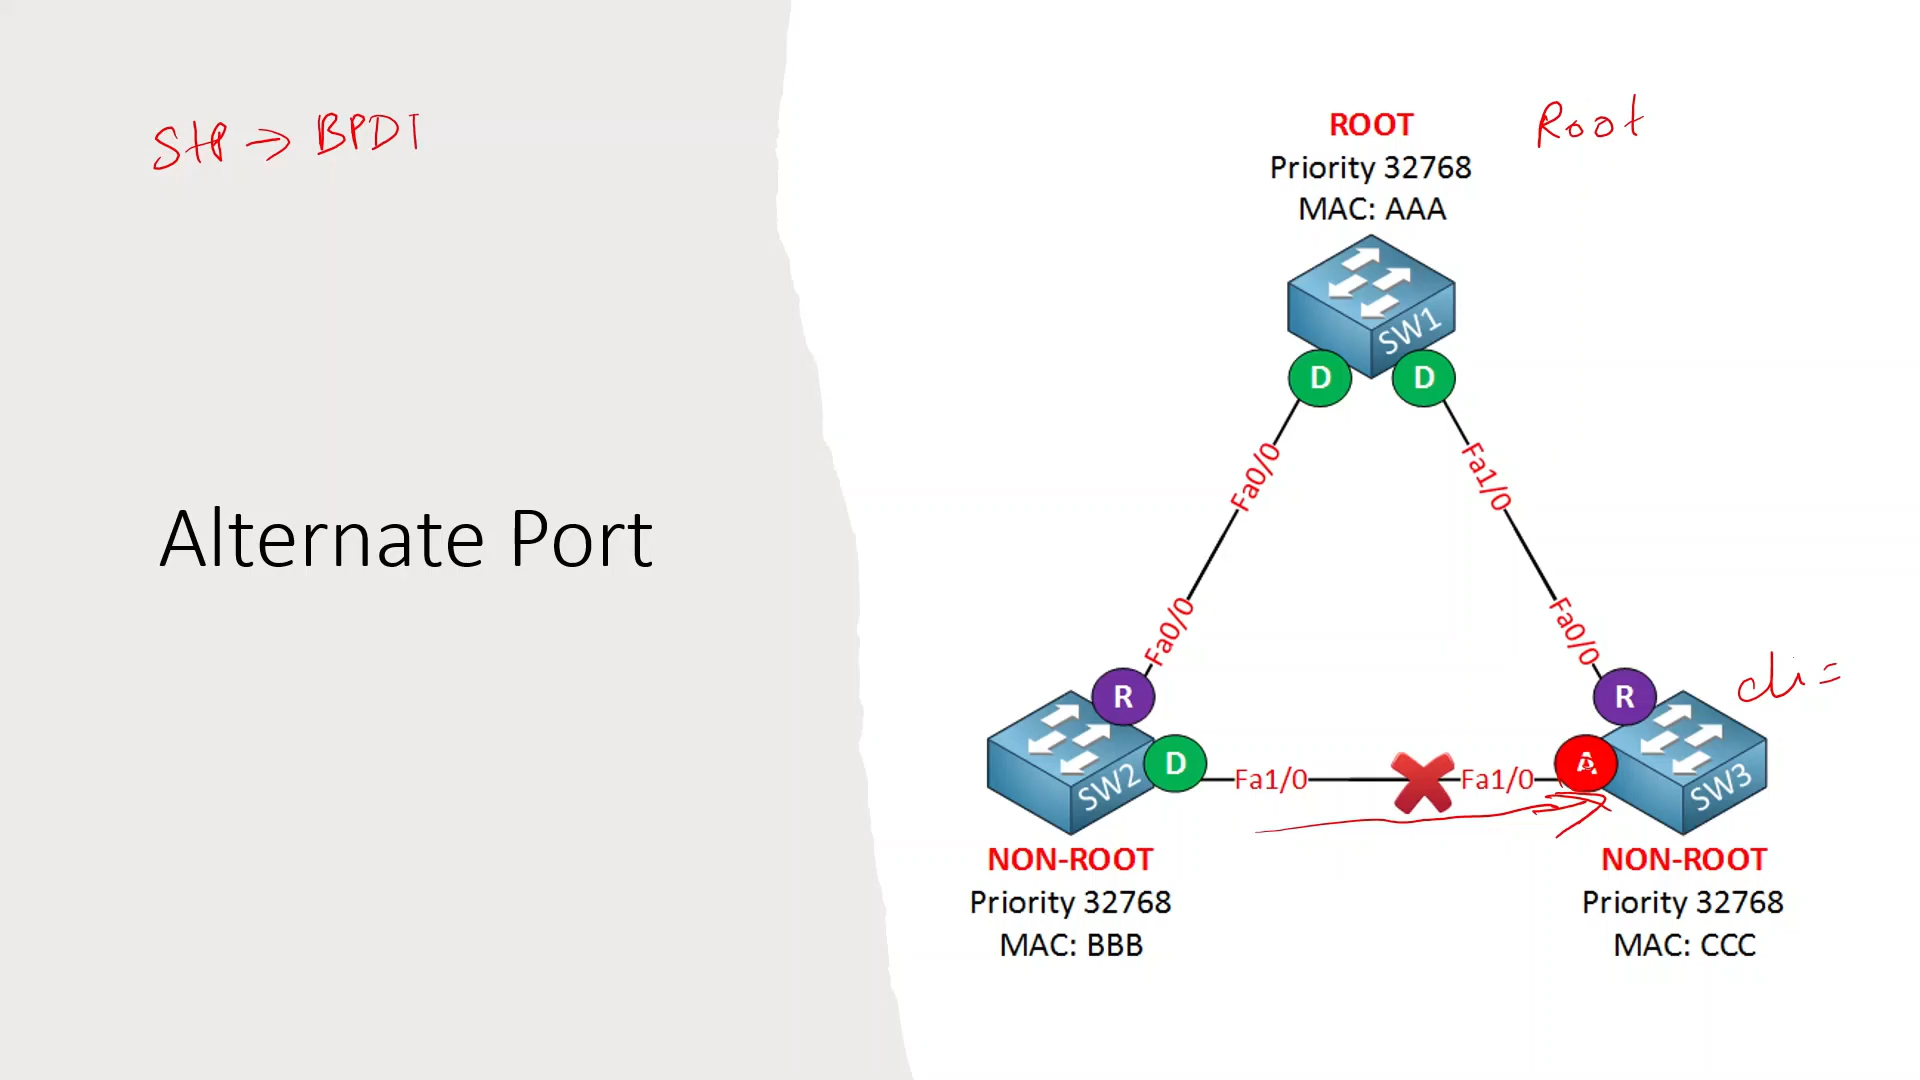 StP → BPDT
Alternate Port
ROOT
Root
Priority 32768
MAC: AAA
SW1
D
D
Fa0/0
Fa1/0
Fa0/0
Fa0/0
R
R
D
A
SW2
SW3
Fa1/0
Fa1/0
NON-ROOT
Priority 32768
MAC: BBB
NON-ROOT
Priority 32768
MAC: CCC